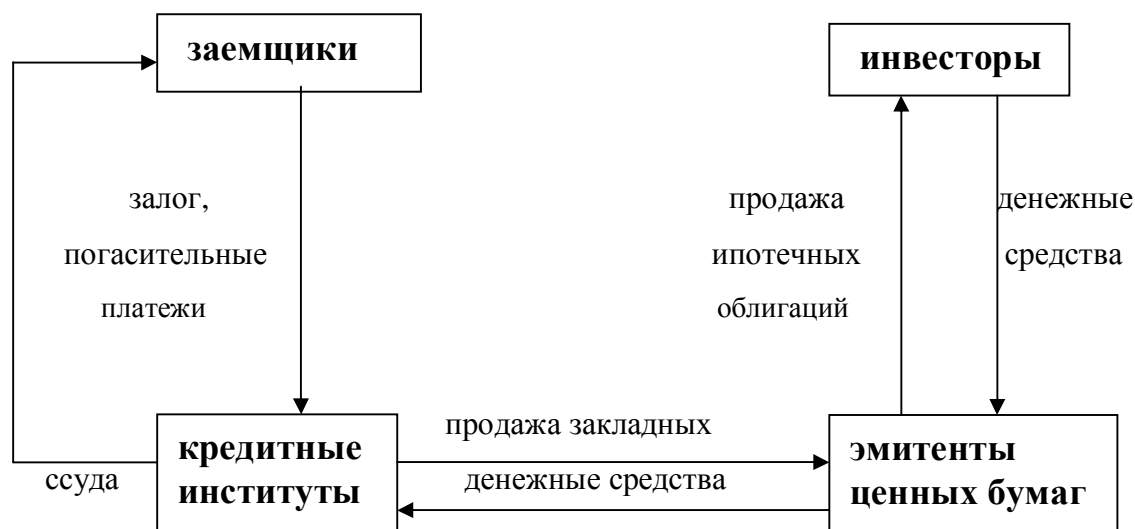 заемщики
инвесторы
залог,
погасительные
платежи
продажа
ипотечных
облигаций
денежные
средства
кредитные
институты
ссуда
продажа закладных
денежные средства
эмитенты
ценных бумаг